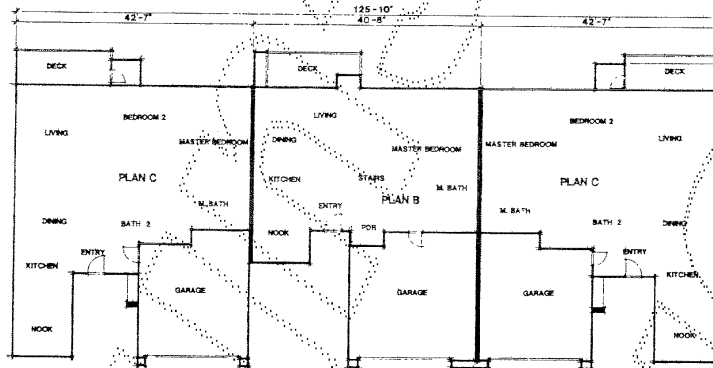 125'-10"
42'-7" 40'-8" 42'-7"
DECK DECK DECK
LIVING BEDROOM 2 LIVING BEDROOM 2 LIVING
MASTER BEDROOM DINING MASTER BEDROOM MASTER BEDROOM
PLAN C KITCHEN STAIRS PLAN C
M. BATH ENTRY PLAN B M. BATH M. BATH
DINING BATH 2 NOOK PDR BATH 2 DINING
ENTRY ENTRY
KITCHEN KITCHEN
GARAGE GARAGE GARAGE
NOOK NOOK